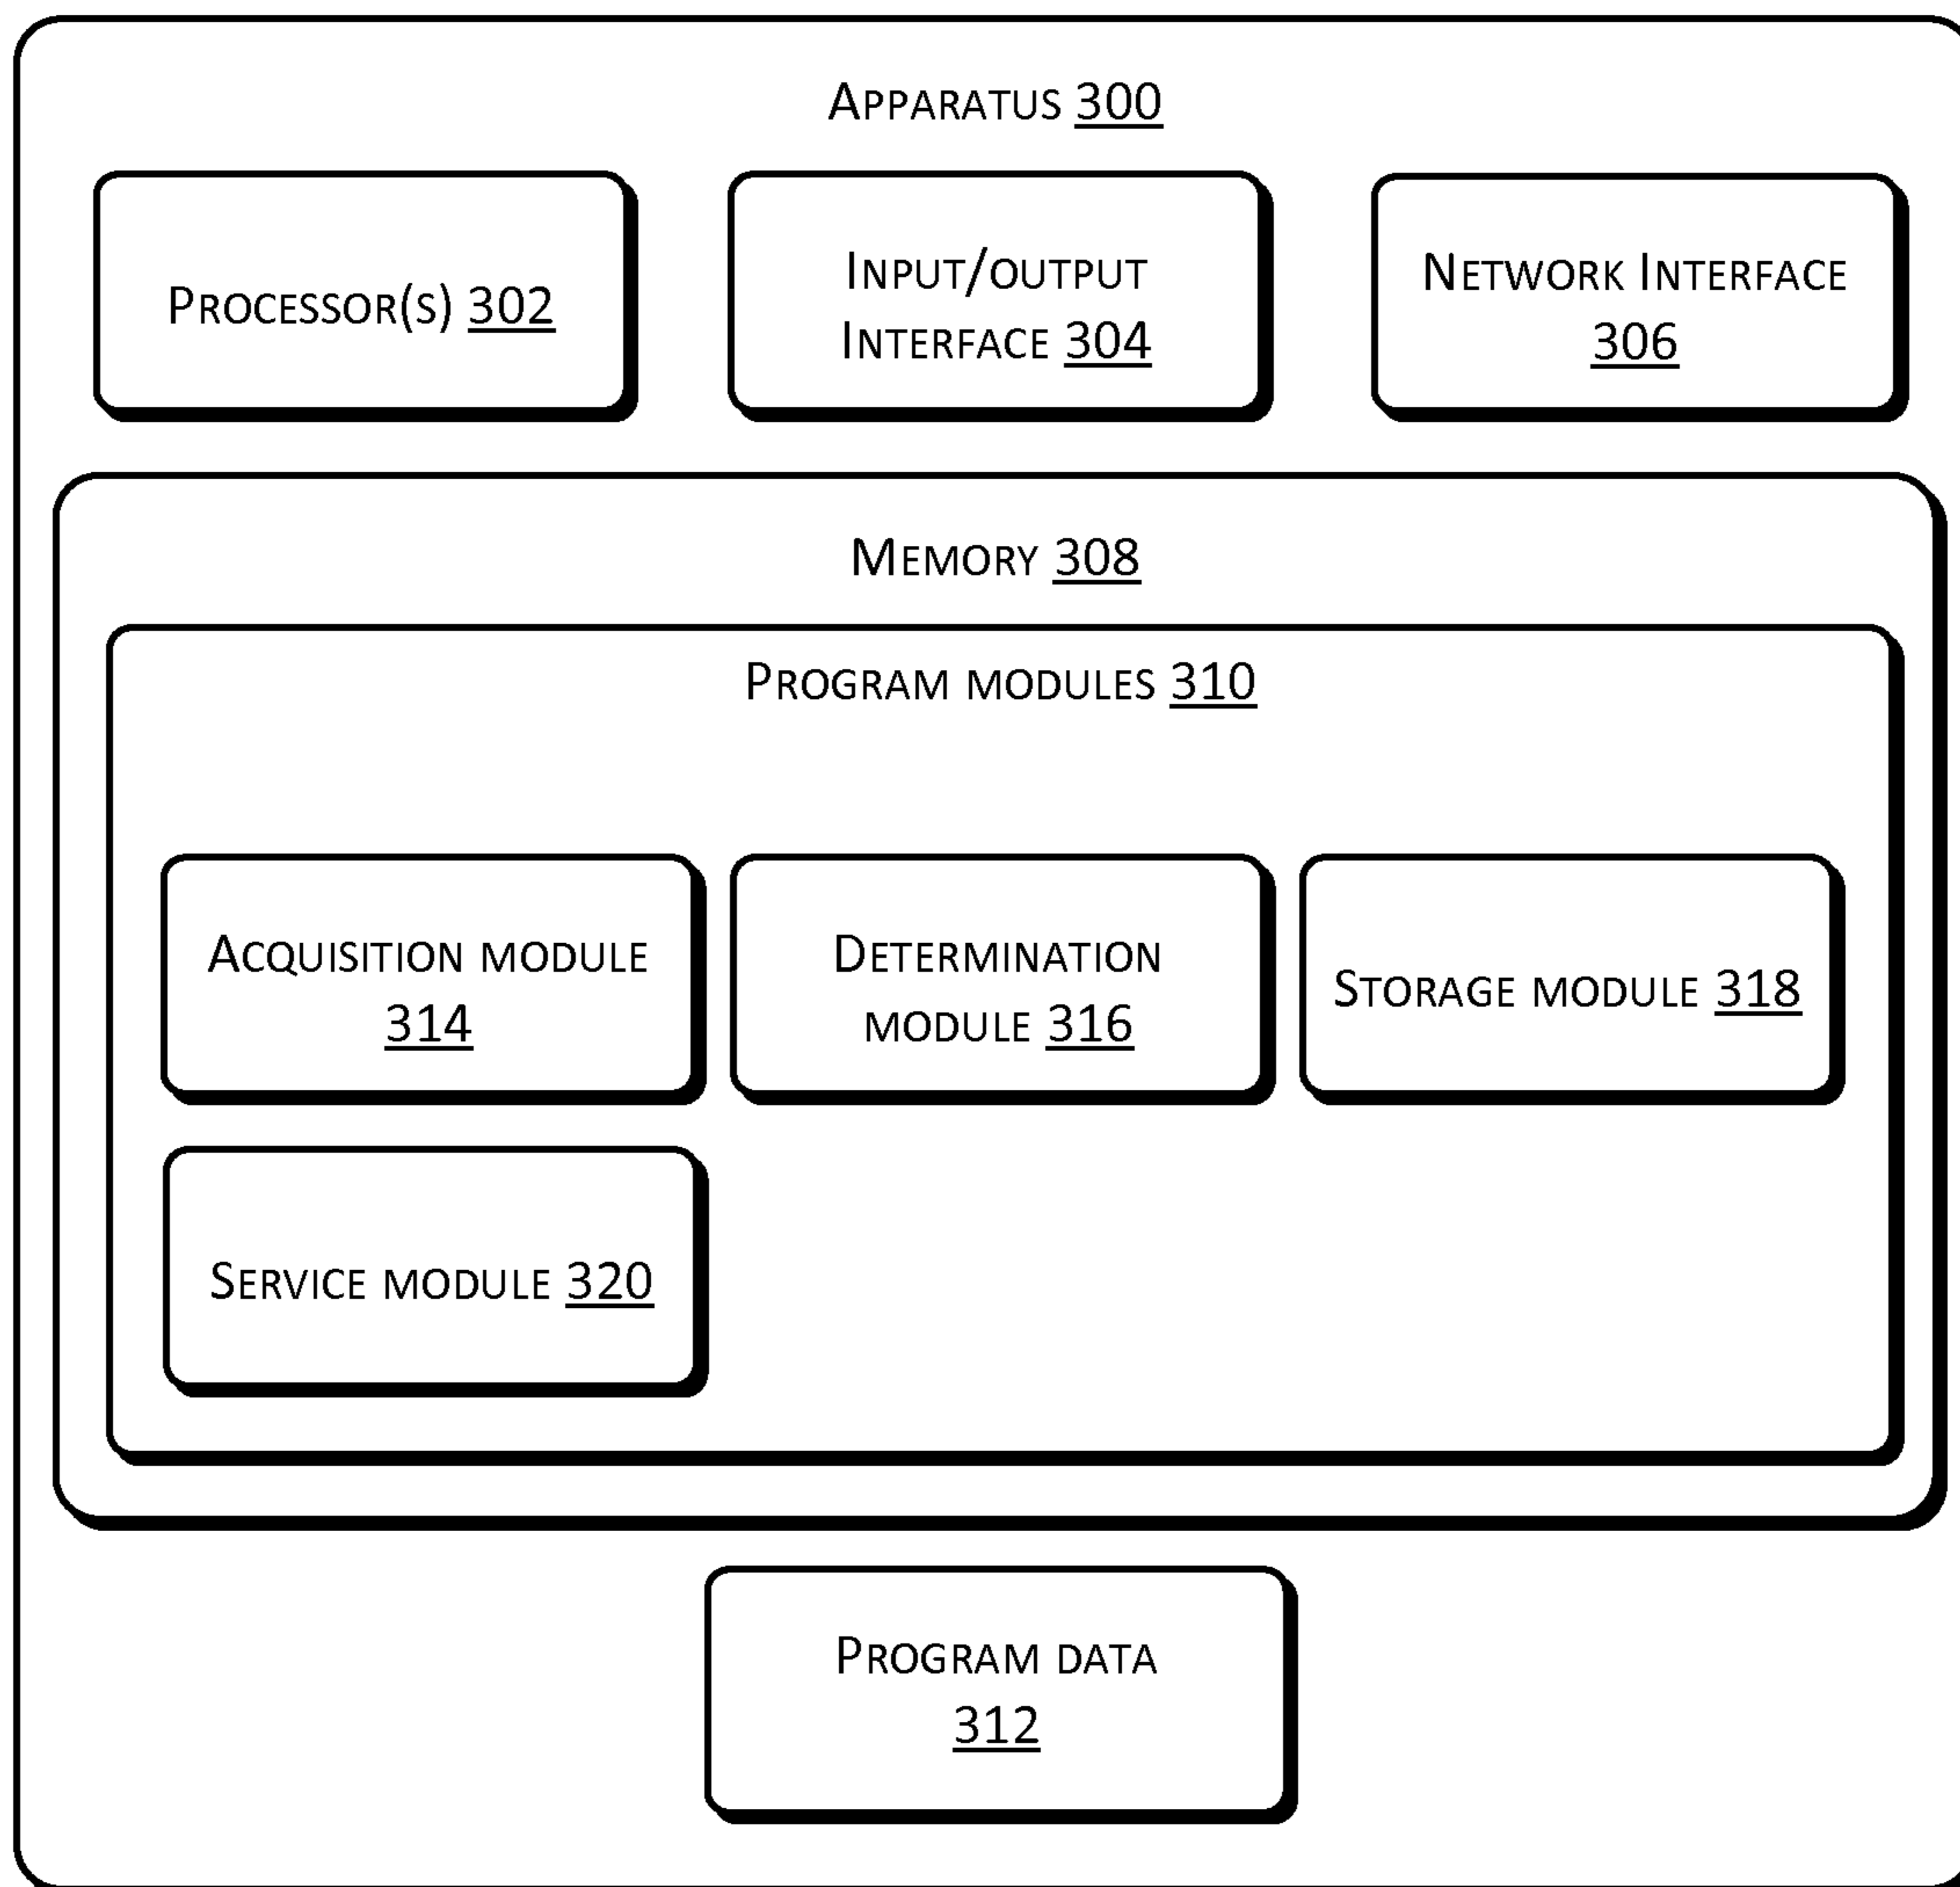 APPARATUS 300
PROCESSOR(S) 302
INPUT/OUTPUT
INTERFACE 304
NETWORK INTERFACE
306
MEMORY 308
PROGRAM MODULES 310
ACQUISITION MODULE
314
DETERMINATION
MODULE 316
STORAGE MODULE 318
SERVICE MODULE 320
PROGRAM DATA
312